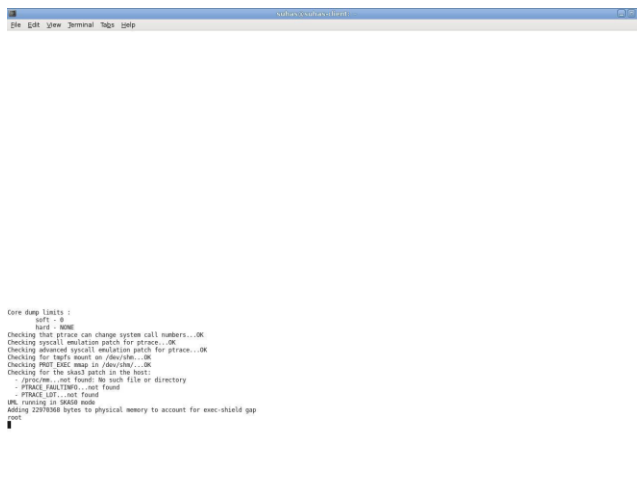 File Edit View Terminal Tabs Help
Core dump limits :
soft - 0
hard - NONE
Checking that ptrace can change system call numbers...OK
Checking syscall emulation patch for ptrace...OK
Checking advanced syscall emulation patch for ptrace...OK
Checking for tmpfs mount on /dev/shm...OK
Checking PROT_EXEC mmap in /dev/shm/...OK
Checking for the skas3 patch in the host:
- /proc/mm...not found: No such file or directory
- PTRACE_FAULTINFO...not found
- PTRACE_LDT...not found
UML running in SKAS0 mode
Adding 22970368 bytes to physical memory to account for exec-shield gap
root